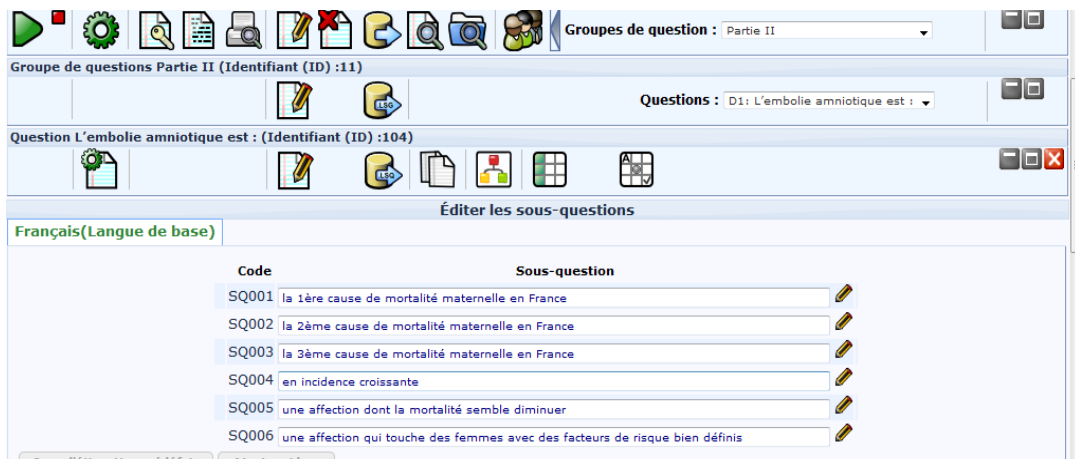 Groupes de question : Partie II
Groupe de questions Partie II (Identifiant (ID) :11)
LSG
Questions : D1: L'embolie amniotique est :
Question L'embolie amniotique est : (Identifiant (ID) :104)
LSQ
A
Éditer les sous-questions
Français(Langue de base)
Code Sous-question
SQ001 la 1ère cause de mortalité maternelle en France
SQ002 la 2ème cause de mortalité maternelle en France
SQ003 la 3ème cause de mortalité maternelle en France
SQ004 en incidence croissante
SQ005 une affection dont la mortalité semble diminuer
SQ006 une affection qui touche des femmes avec des facteurs de risque bien définis